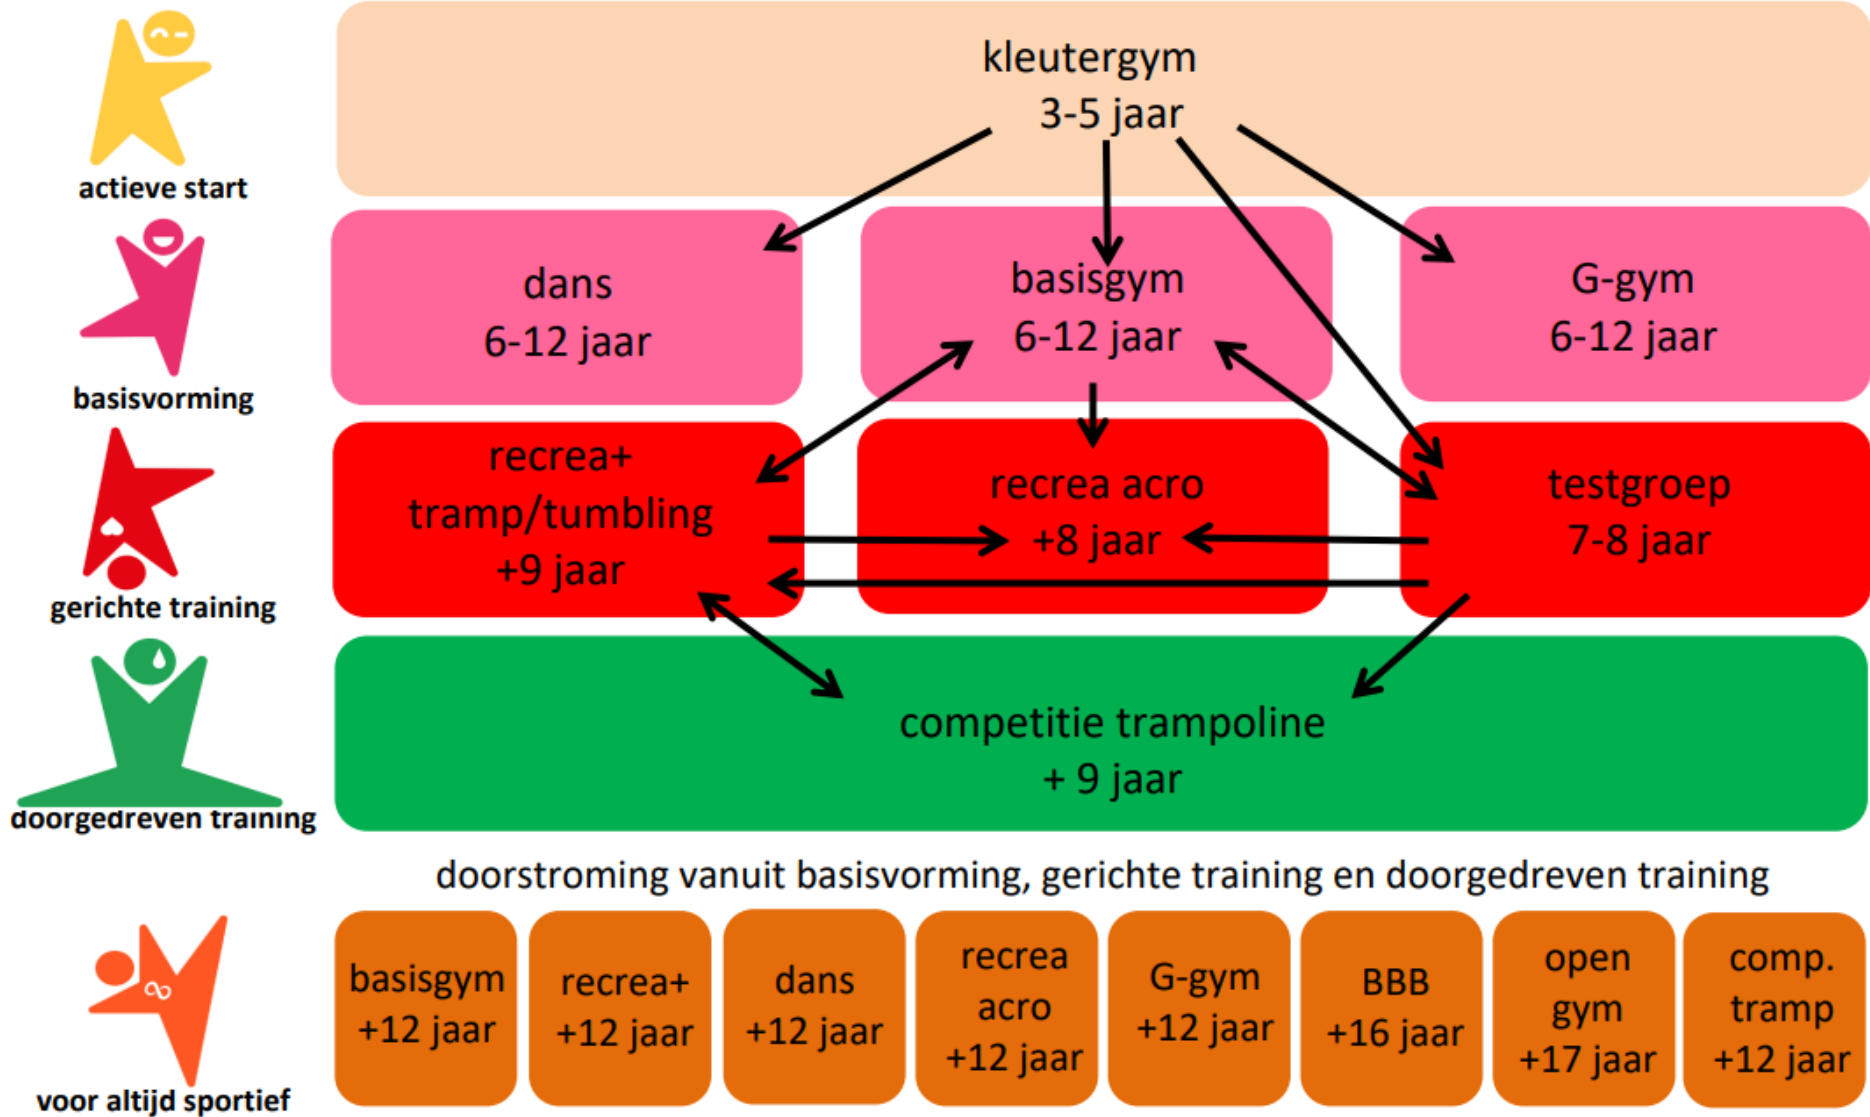 kleutergym
3-5 jaar
actieve start
dans
6-12 jaar
basisgym
6-12 jaar
G-gym
6-12 jaar
basisvorming
recrea+
tramp/tumbling
+9 jaar
recrea acro
+8 jaar
testgroep
7-8 jaar
gerichte training
competitie trampoline
+ 9 jaar
doorgedreven training
doorstroming vanuit basisvorming, gerichte training en doorgedreven training
basisgym
+12 jaar
recrea+
+12 jaar
dans
+12 jaar
recrea
acro
+12 jaar
G-gym
+12 jaar
BBB
+16 jaar
open
gym
+17 jaar
comp.
tramp
+12 jaar
voor altijd sportief